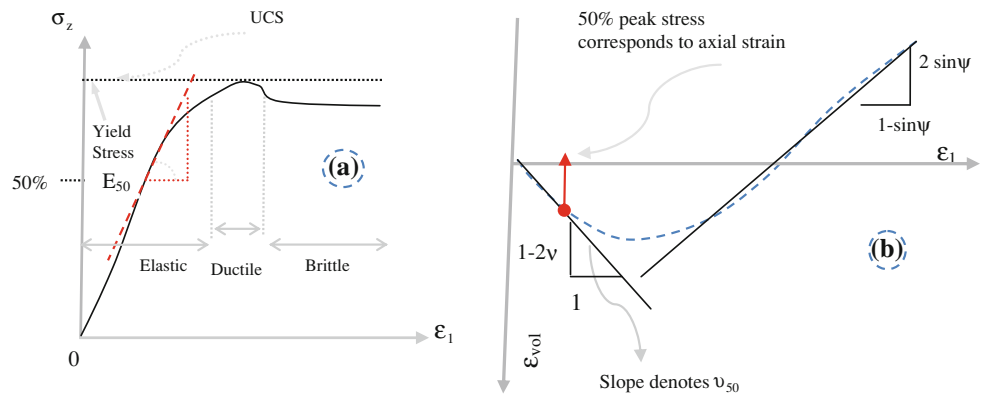 σz
UCS
Yield
Stress
50%
E50
(a)
Elastic
Ductile
Brittle
0
ε1
50% peak stress
corresponds to axial strain
2 sinψ
1-sinψ
ε1
1-2ν
1
(b)
εvol
Slope denotes υ50